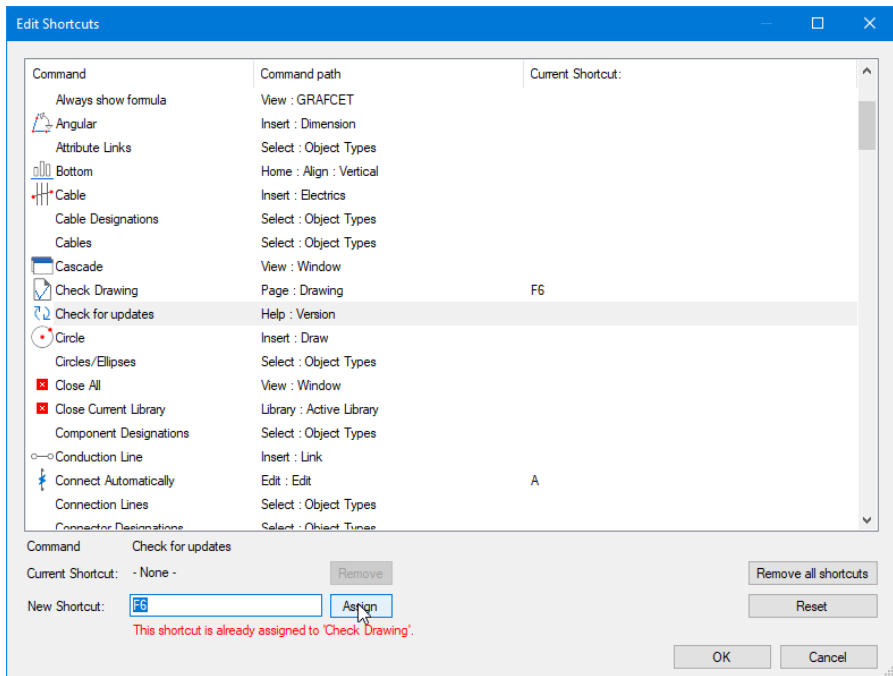 Edit Shortcuts
Command Command path Current Shortcut:
Always show formula View : GRAFCET
Angular Insert : Dimension
Attribute Links Select : Object Types
Bottom Home : Align : Vertical
Cable Insert : Electrics
Cable Designations Select : Object Types
Cables Select : Object Types
Cascade View : Window
Check Drawing Page : Drawing F6
Check for updates Help : Version
Circle Insert : Draw
Circles/Ellipses Select : Object Types
Close All View : Window
Close Current Library Library : Active Library
Component Designations Select : Object Types
Conduction Line Insert : Link
Connect Automatically Edit : Edit A
Connection Lines Select : Object Types
Connector Designations Select : Object Types
Command Check for updates
Current Shortcut: - None - Remove Remove all shortcuts
New Shortcut: F6 Assign Reset
This shortcut is already assigned to 'Check Drawing'.
OK Cancel